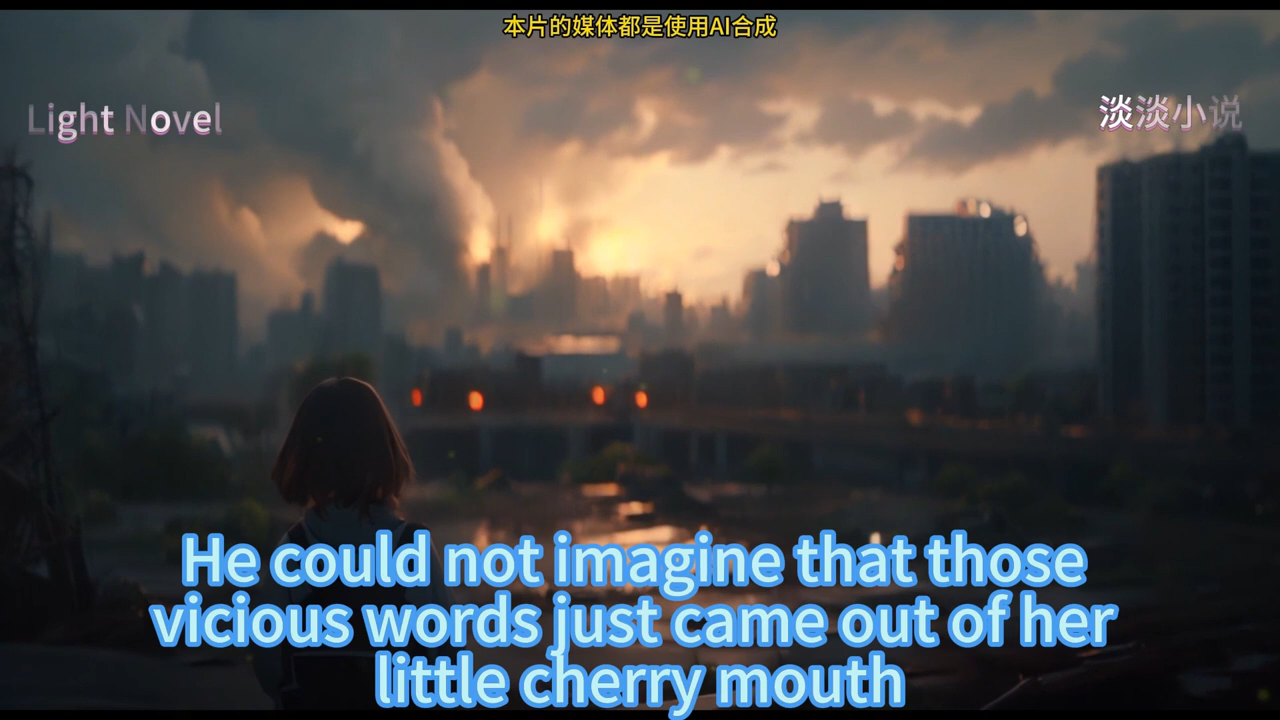 本片的媒体都是使用AI合成
Light Novel
淡淡小说
He could not imagine that those
vicious words just came out of her
little cherry mouth